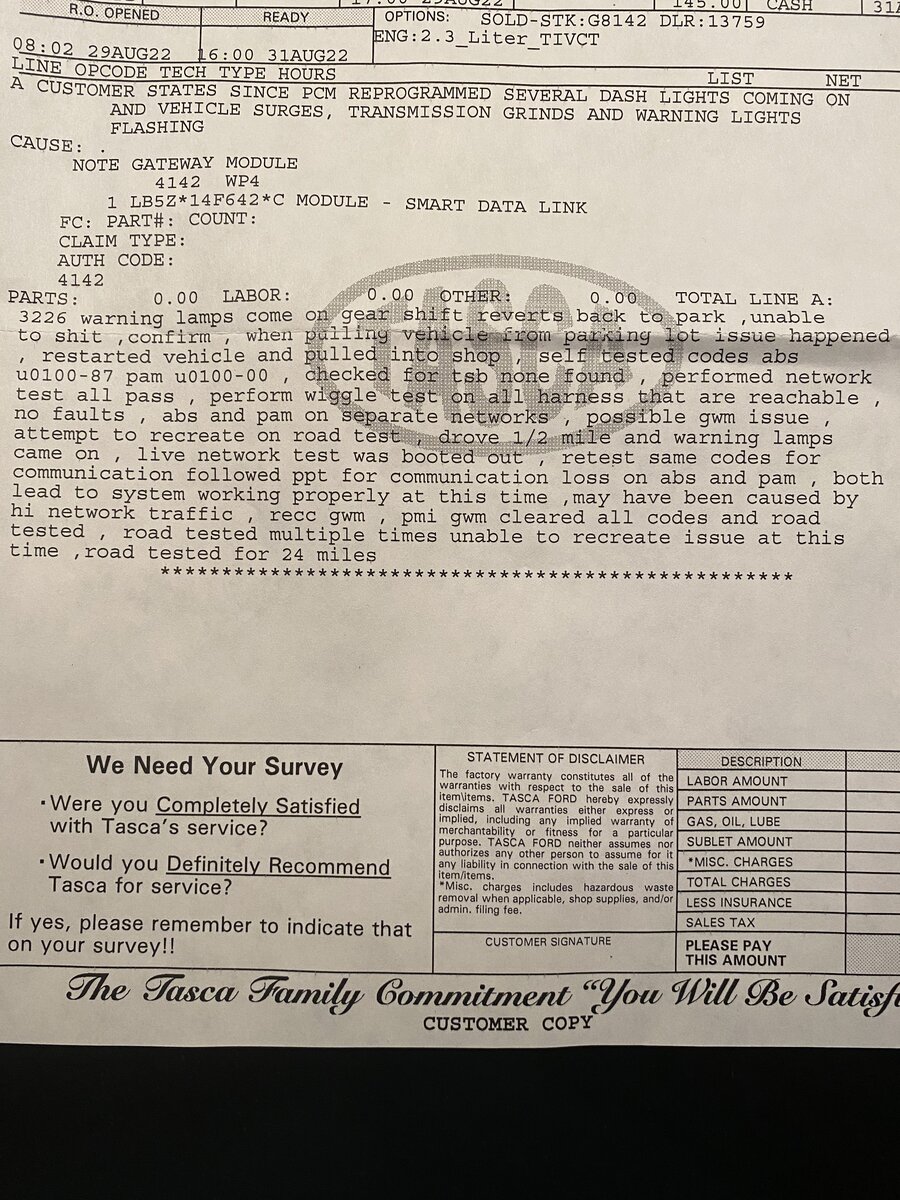 145.00 CASH 31A
R.O. OPENED READY
OPTIONS: SOLD-STK:G8142 DLR:13759
ENG:2.3_Liter_TIVCT
08:02 29AUG22 16:00 31AUG22
LINE OPCODE TECH TYPE HOURS LIST NET
A CUSTOMER STATES SINCE PCM REPROGRAMMED SEVERAL DASH LIGHTS COMING ON
AND VEHICLE SURGES, TRANSMISSION GRINDS AND WARNING LIGHTS
FLASHING
CAUSE: .
NOTE GATEWAY MODULE
4142 WP4
1 LB5Z*14F642*C MODULE - SMART DATA LINK
FC: PART#: COUNT:
CLAIM TYPE:
AUTH CODE:
4142
PARTS: 0.00 LABOR: 0.00 OTHER: 0.00 TOTAL LINE A:
3226 warning lamps come on gear shift reverts back to park ,unable
to shit ,confirm , when pulling vehicle from parking lot issue happened
, restarted vehicle and pulled into shop , self tested codes abs
u0100-87 pam u0100-00 , checked for tsb none found , performed network
test all pass , perform wiggle test on all harness that are reachable ,
no faults , abs and pam on separate networks , possible gwm issue ,
attempt to recreate on road test , drove 1/2 mile and warning lamps
came on , live network test was booted out , retest same codes for
communication followed ppt for communication loss on abs and pam , both
lead to system working properly at this time ,may have been caused by
hi network traffic , recc gwm , pmi gwm cleared all codes and road
tested , road tested multiple times unable to recreate issue at this
time ,road tested for 24 miles
****************************************************
TASCA
We Need Your Survey
· Were you Completely Satisfied
with Tasca's service?
· Would you Definitely Recommend
Tasca for service?
If yes, please remember to indicate that
on your survey!!
STATEMENT OF DISCLAIMER
The factory warranty constitutes all of the
warranties with respect to the sale of this
item\items. TASCA FORD hereby expressly
disclaims all warranties either express or
implied, including any implied warranty of
merchantability or fitness for a particular
purpose. TASCA FORD neither assumes nor
authorizes any other person to assume for it
any liability in connection with the sale of this
item/items.
*Misc. charges includes hazardous waste
removal when applicable, shop supplies, and/or
admin. filing fee.
CUSTOMER SIGNATURE
DESCRIPTION
LABOR AMOUNT
PARTS AMOUNT
GAS, OIL, LUBE
SUBLET AMOUNT
*MISC. CHARGES
TOTAL CHARGES
LESS INSURANCE
SALES TAX
PLEASE PAY
THIS AMOUNT
The Tasca Family Commitment "You Will Be Satisf
CUSTOMER COPY